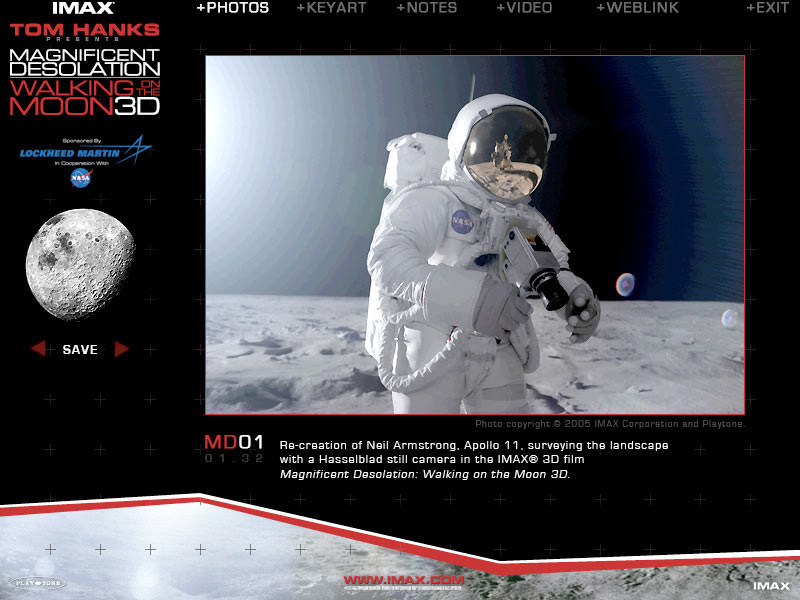 IMAX®
TOM HANKS
PRESENTS
MAGNIFICENT
DESOLATION
WALKING ON THE
MOON3D
Sponsored By
LOCKHEED MARTIN
In Cooperation With
NASA
SAVE
+PHOTOS +KEYART +NOTES +VIDEO +WEBLINK +EXIT
NASA
Photo copyright © 2005 IMAX Corporation and Playtone.
MD01
01.32
Re-creation of Neil Armstrong, Apollo 11, surveying the landscape
with a Hasselblad still camera in the IMAX® 3D film
Magnificent Desolation: Walking on the Moon 3D.
PLAYTONE
WWW.IMAX.COM
IMAX